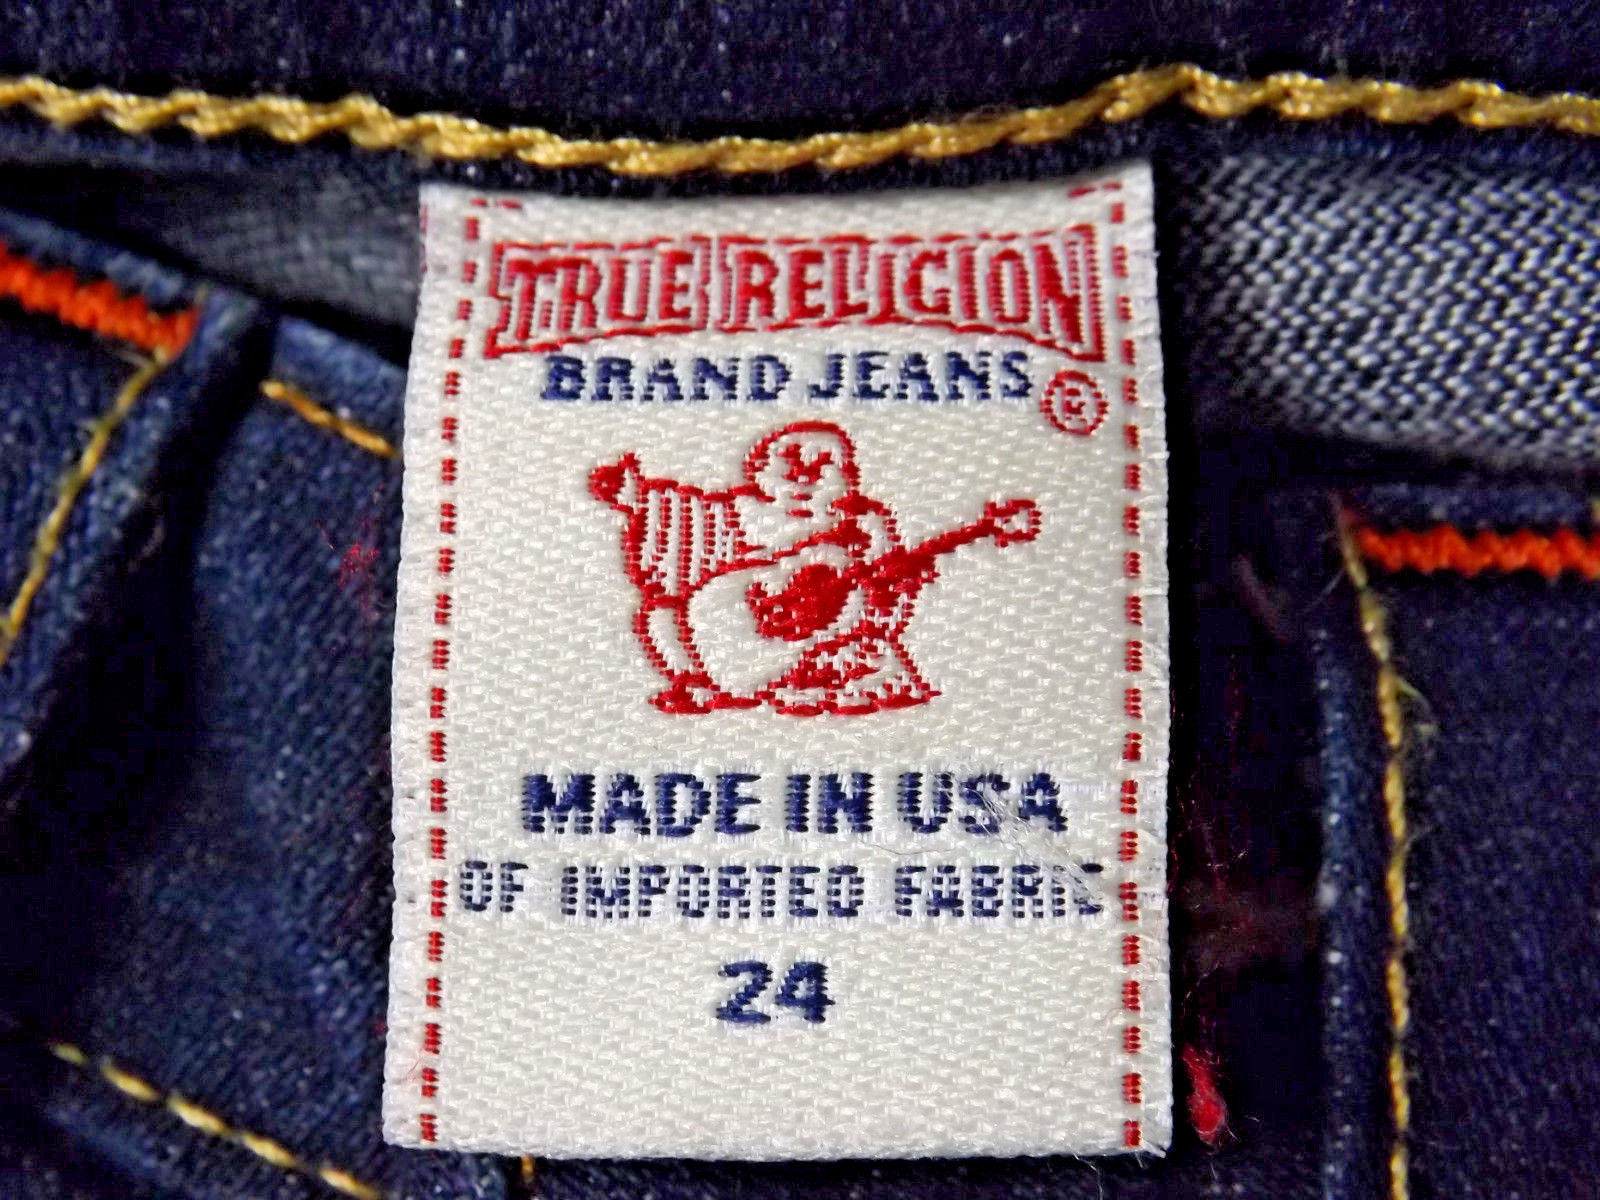 TRUE RELIGION
BRAND JEANS ®
MADE IN USA
OF IMPORTED FABRIC
24